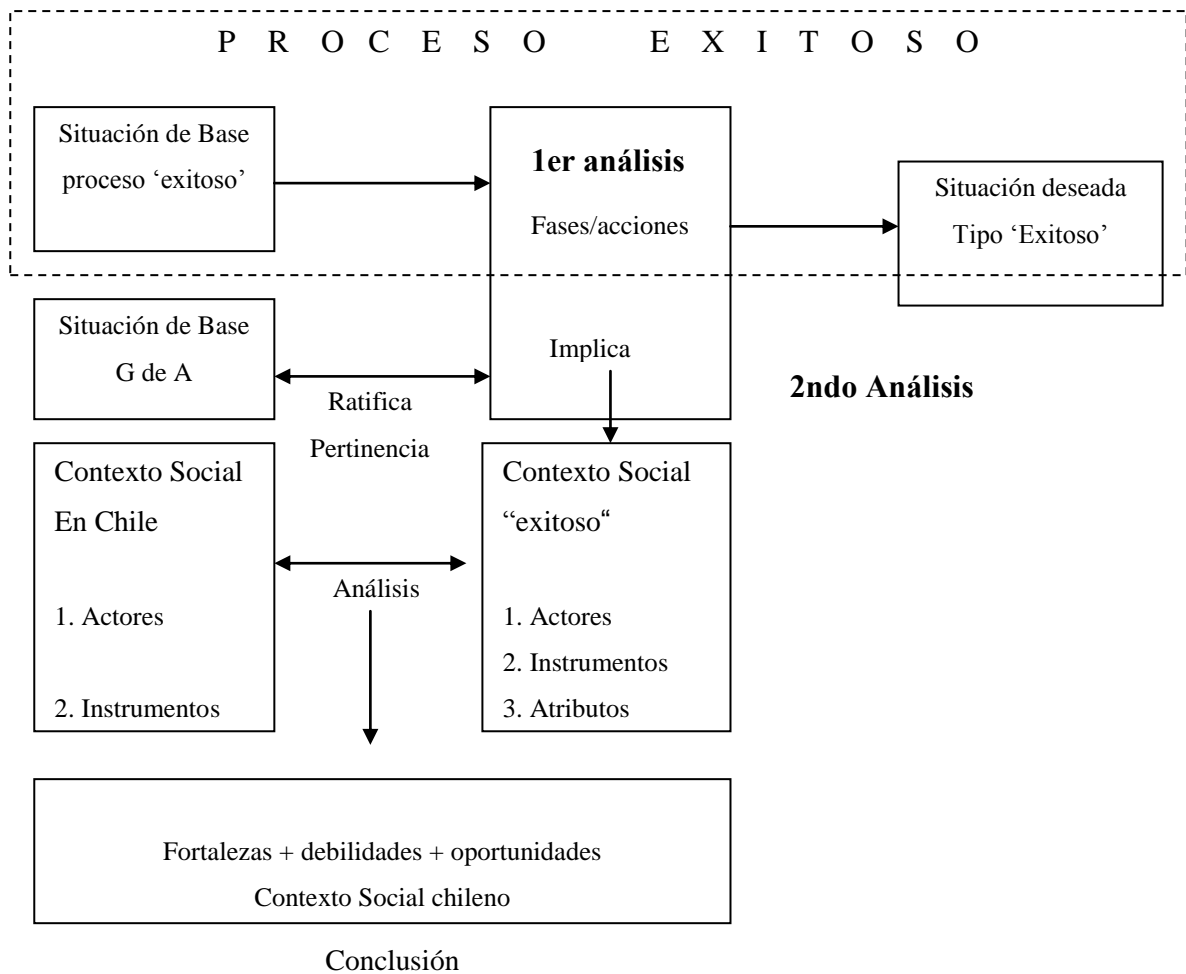 PROCESO EXITOSO
Situación de Base
proceso ‘exitoso’
1er análisis
Fases/acciones
Situación deseada
Tipo ‘Exitoso’
Situación de Base
G de A
Implica
Ratifica
Pertinencia
2ndo Análisis
Contexto Social
En Chile
1. Actores
2. Instrumentos
Análisis
Contexto Social
“exitoso“
1. Actores
2. Instrumentos
3. Atributos
Fortalezas + debilidades + oportunidades
Contexto Social chileno
Conclusión